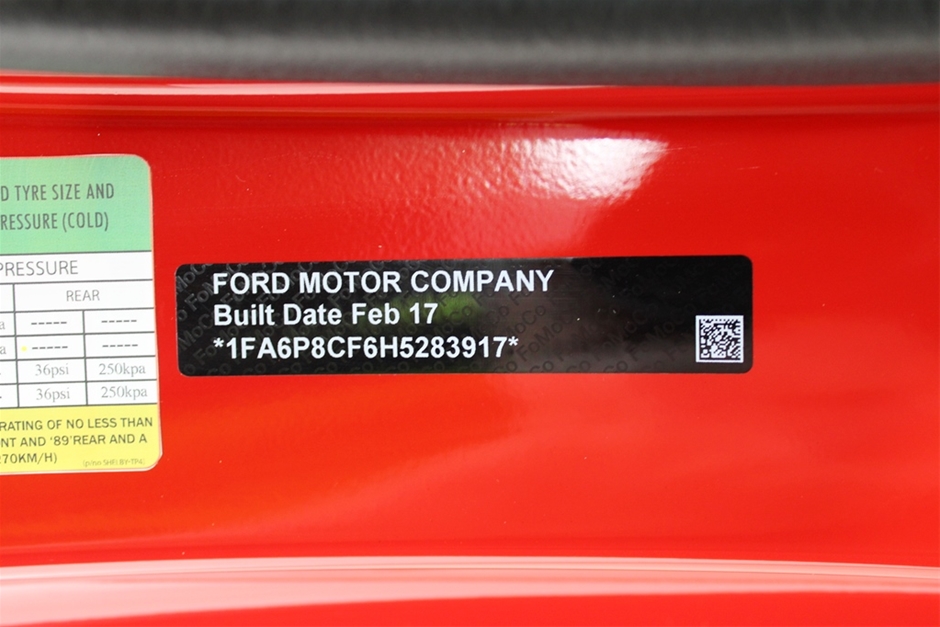 D TYRE SIZE AND
RESSURE (COLD)
PRESSURE
REAR
a ----- -----
a ----- -----
36psi 250kpa
36psi 250kpa
RATING OF NO LESS THAN
NT AND '89'REAR AND A
270KM/H)
FORD MOTOR COMPANY
Built Date Feb 17
*1FA6P8CF6H5283917*